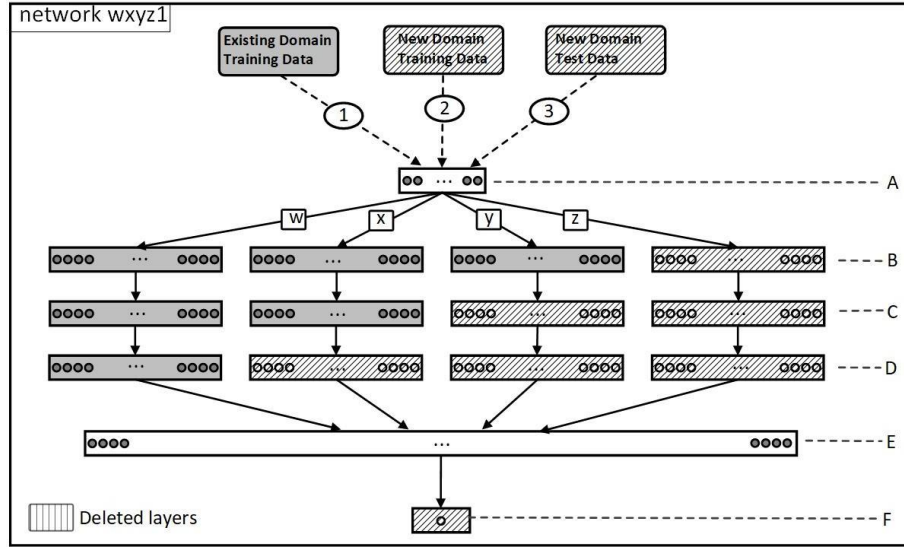 network wxyz1
Existing Domain
Training Data
New Domain
Training Data
New Domain
Test Data
1
2
3
...
A
w
x
y
z
...
...
...
...
B
...
...
...
...
C
...
...
...
...
D
...
E
Deleted layers
F